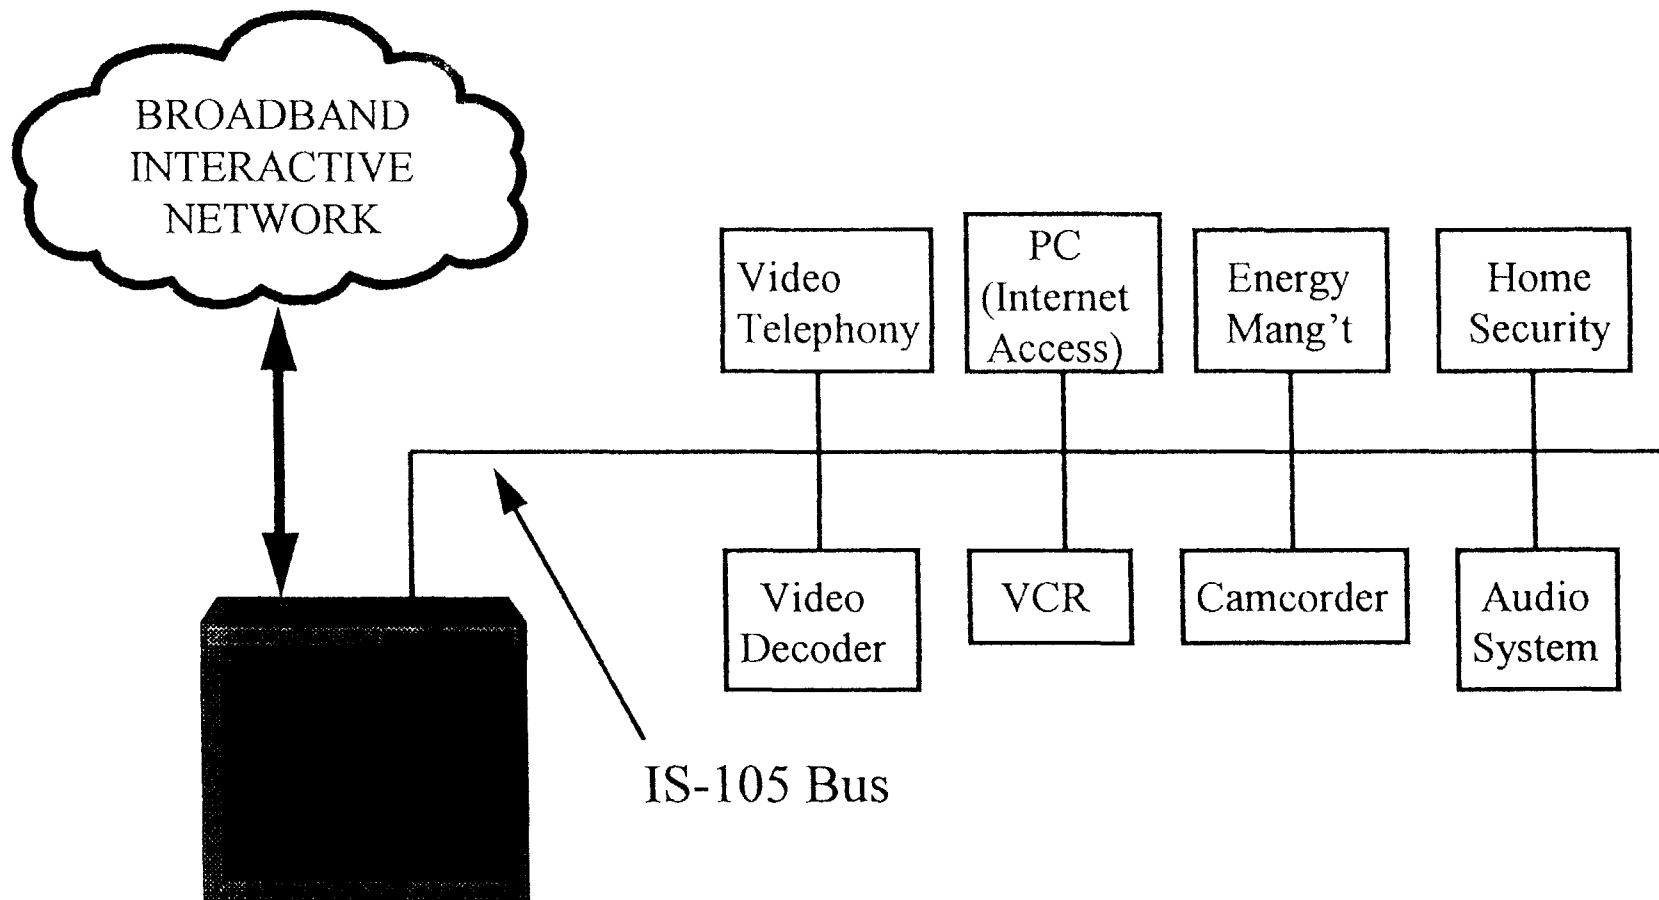 BROADBAND
INTERACTIVE
NETWORK
Video
Telephony
PC
(Internet
Access)
Energy
Mang't
Home
Security
Video
Decoder
VCR
Camcorder
Audio
System
IS-105 Bus